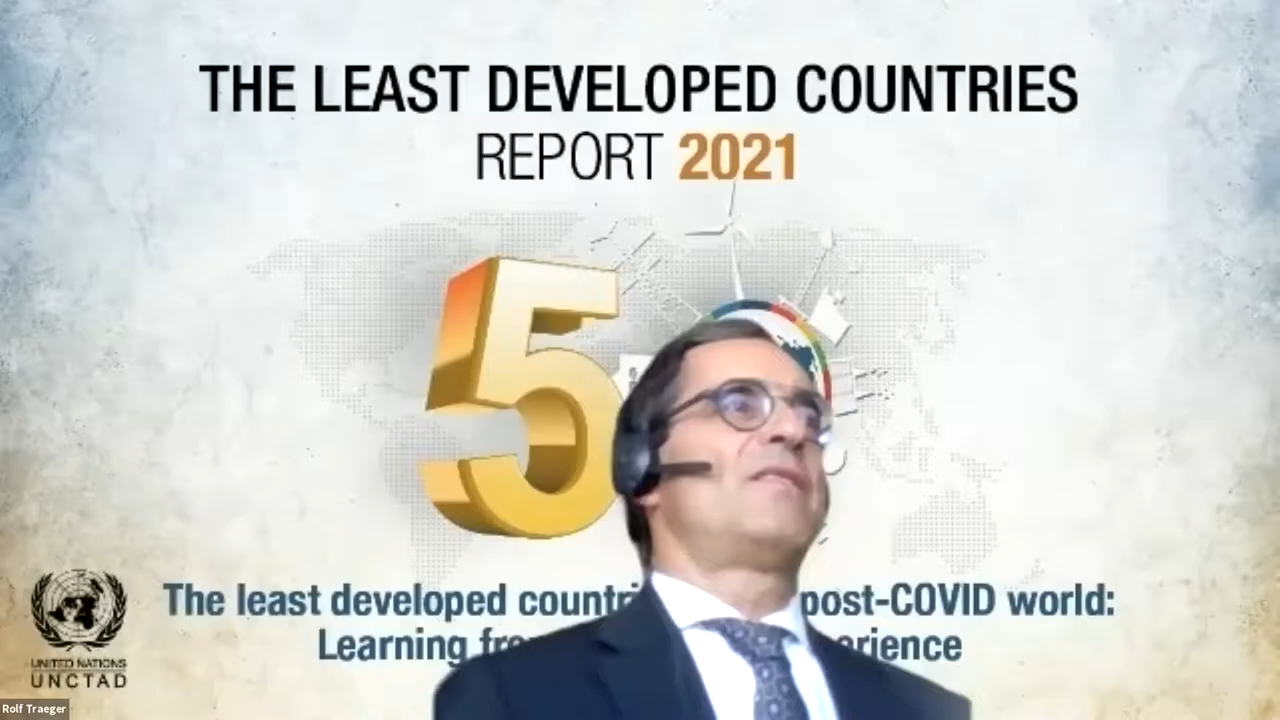 THE LEAST DEVELOPED COUNTRIES
REPORT 2021
5
The least developed countri post-COVID world:
Learning fr erience
UNITED NATIONS
UNCTAD
Rolf Traeger